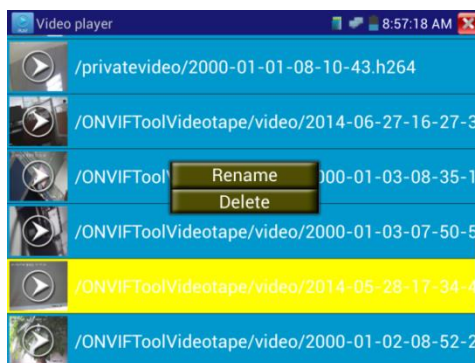 Video player
8:57:18 AM
/privatevideo/2000-01-01-08-10-43.h264
/ONVIFToolVideotape/video/2014-06-27-16-27-3
/ONVIFTool
000-01-03-08-35-1
Rename
Delete
/ONVIFToolVideotape/video/2000-01-03-07-50-5
/ONVIFToolVideotape/video/2014-05-28-17-34-4
/ONVIFToolVideotape/video/2000-01-02-08-52-2